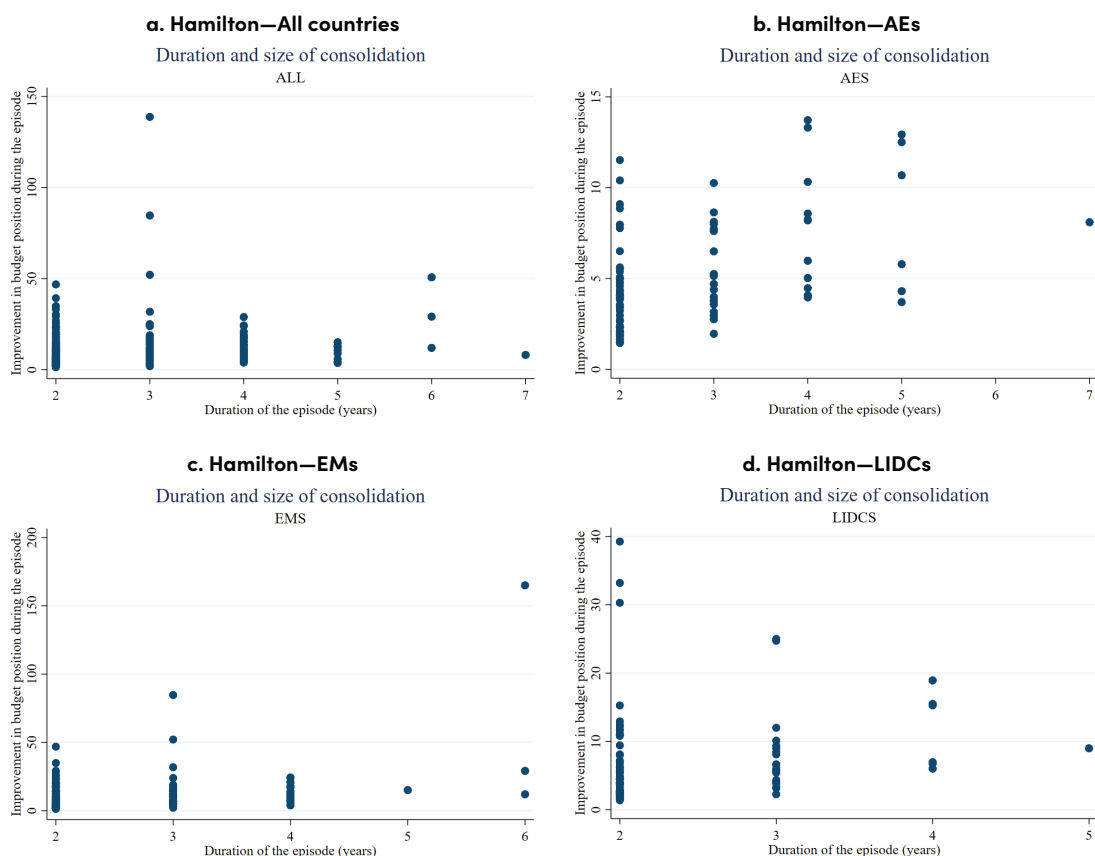 a. Hamilton—All countries
Duration and size of consolidation
ALL
Improvement in budget position during the episode
150
100
50
0
2 3 4 5 6 7
Duration of the episode (years)
b. Hamilton—AEs
Duration and size of consolidation
AES
Improvement in budget position during the episode
15
10
5
0
2 3 4 5 6 7
Duration of the episode (years)
c. Hamilton—EMs
Duration and size of consolidation
EMS
Improvement in budget position during the episode
200
150
100
50
0
2 3 4 5 6
Duration of the episode (years)
d. Hamilton—LIDCs
Duration and size of consolidation
LIDCS
Improvement in budget position during the episode
40
30
20
10
0
2 3 4 5
Duration of the episode (years)